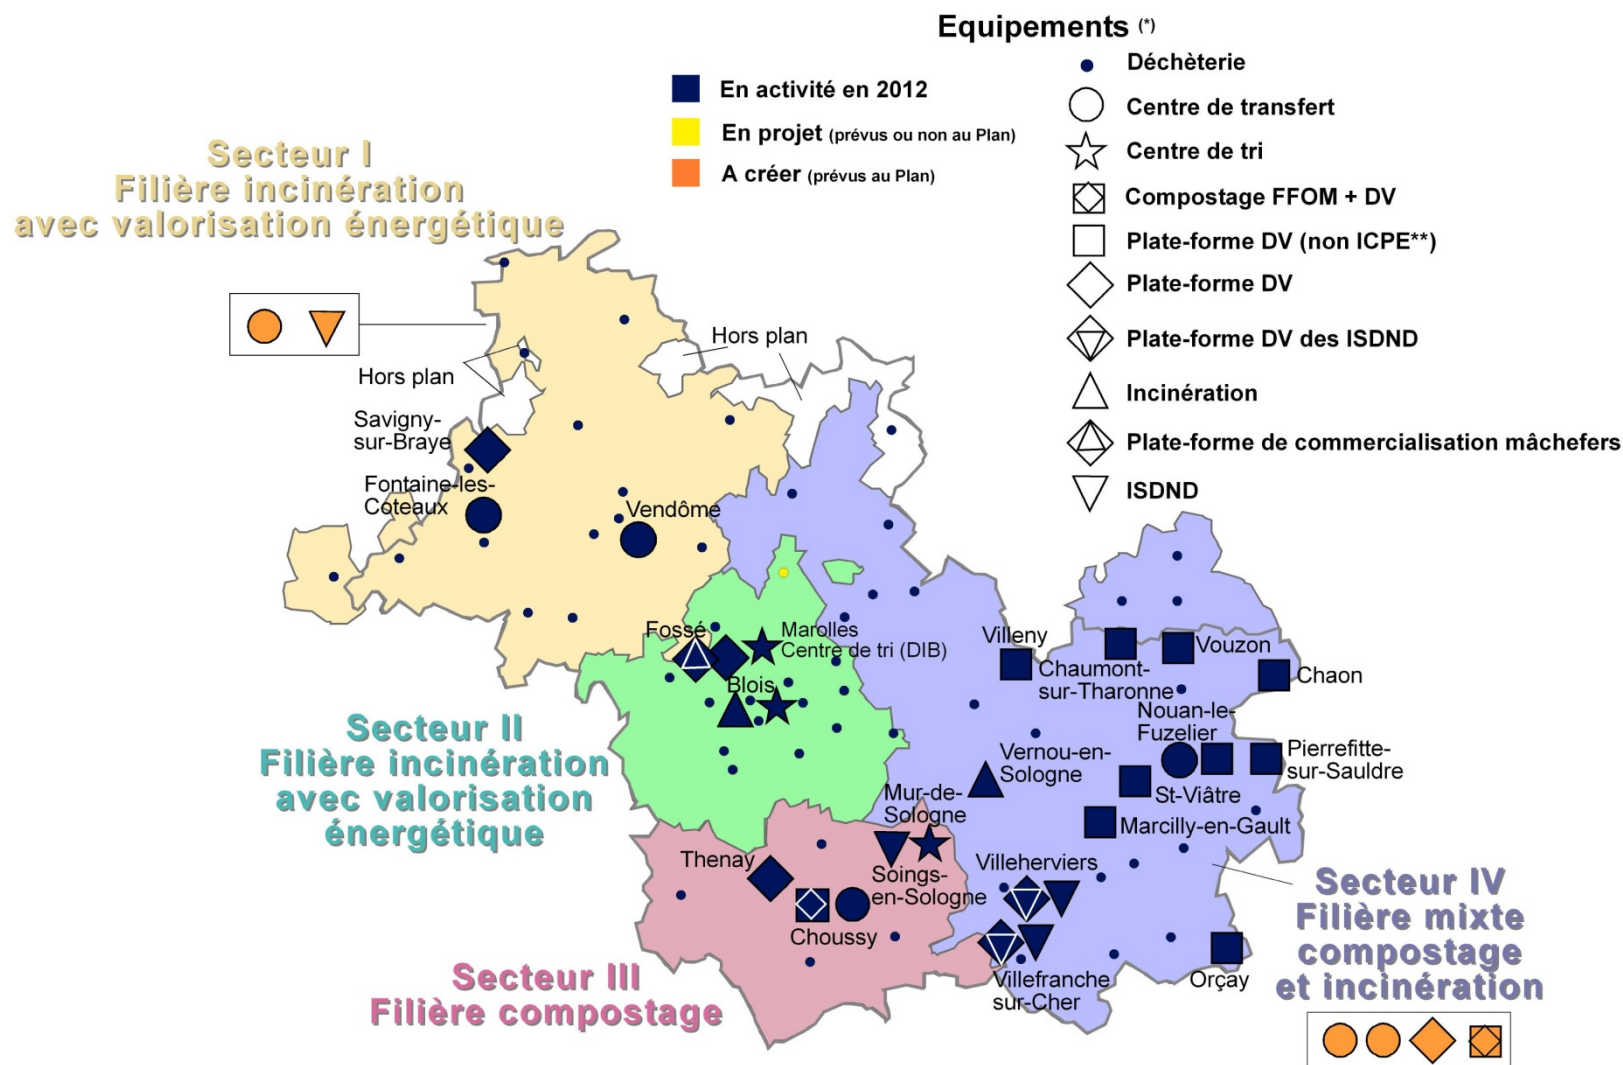 Equipements (*)
En activité en 2012
En projet (prévus ou non au Plan)
A créer (prévus au Plan)
Déchèterie
Centre de transfert
Centre de tri
Compostage FFOM + DV
Plate-forme DV (non ICPE**)
Plate-forme DV
Plate-forme DV des ISDND
Incinération
Plate-forme de commercialisation mâchefers
ISDND
Secteur I
Filière incinération
avec valorisation énergétique
Hors plan
Hors plan
Savigny-
sur-Braye
Fontaine-les-
Coteaux
Vendôme
Fossé
Marolles
Centre de tri (DIB)
Blois
Villeny
Chaumont-
sur-Tharonne
Vouzon
Chaon
Nouan-le-
Fuzelier
Pierrefitte-
sur-Sauldre
St-Viâtre
Marcilly-en-Gault
Vernou-en-
Sologne
Mur-de-
Sologne
Secteur II
Filière incinération
avec valorisation
énergétique
Thenay
Soings-
en-Sologne
Choussy
Villeherviers
Villefranche
sur-Cher
Orçay
Secteur III
Filière compostage
Secteur IV
Filière mixte
compostage
et incinération